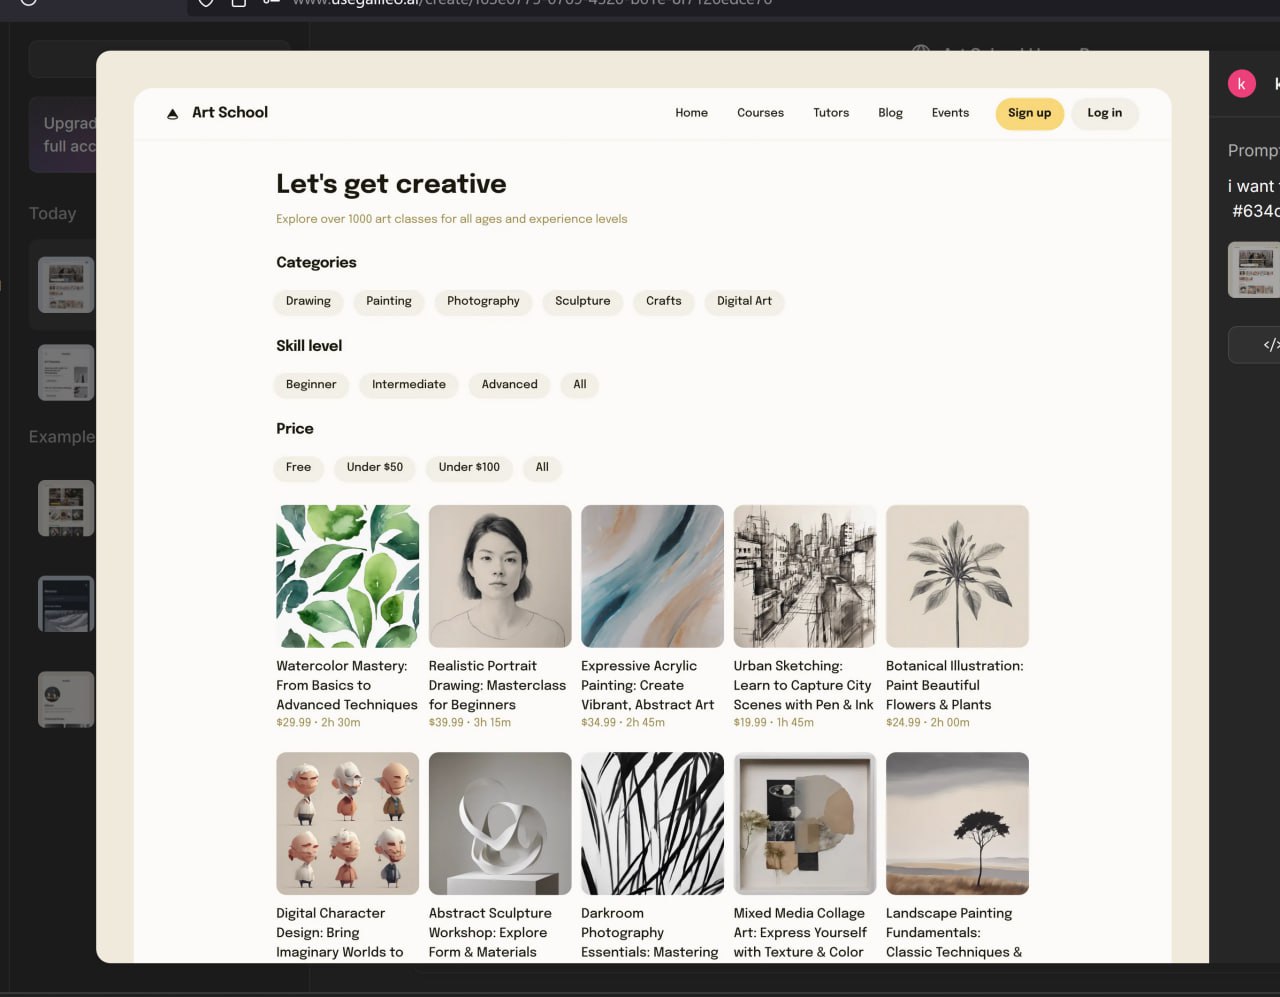 Art School
Home
Courses
Tutors
Blog
Events
Sign up
Log in
Let's get creative
Explore over 1000 art classes for all ages and experience levels
Categories
Drawing
Painting
Photography
Sculpture
Crafts
Digital Art
Skill level
Beginner
Intermediate
Advanced
All
Price
Free
Under $50
Under $100
All
Watercolor Mastery:
From Basics to
Advanced Techniques
$29.99 • 2h 30m
Realistic Portrait
Drawing: Masterclass
for Beginners
$39.99 • 3h 15m
Expressive Acrylic
Painting: Create
Vibrant, Abstract Art
$34.99 • 2h 45m
Urban Sketching:
Learn to Capture City
Scenes with Pen & Ink
$19.99 • 1h 45m
Botanical Illustration:
Paint Beautiful
Flowers & Plants
$24.99 • 2h 00m
Digital Character
Design: Bring
Imaginary Worlds to
Abstract Sculpture
Workshop: Explore
Form & Materials
Darkroom
Photography
Essentials: Mastering
Mixed Media Collage
Art: Express Yourself
with Texture & Color
Landscape Painting
Fundamentals:
Classic Techniques &
Upgrad
full acc
Today
Example
k
k
Prompt
i want
#634c
</>